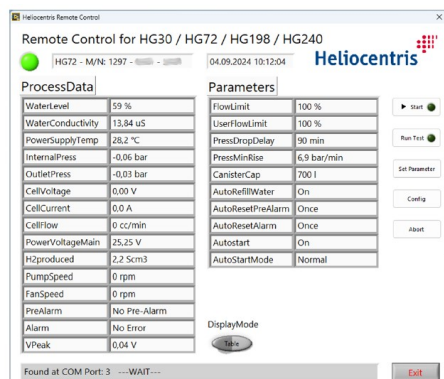 Heliocentris Remote Control
Remote Control for HG30 / HG72 / HG198 / HG240
HG72 - M/N: 1297 - - 04.09.2024 10:12:04 Heliocentris
ProcessData Parameters
WaterLevel 59 % FlowLimit 100 % Start
WaterConductivity 13,84 uS UserFlowLimit 100 %
PowerSupplyTemp 28,2 °C PressDropDelay 90 min Run Test
InternalPress -0,06 bar PressMinRise 6,9 bar/min
OutletPress -0,03 bar CanisterCap 700 l Set Parameter
CellVoltage 0,00 V AutoRefillWater On
CellCurrent 0,0 A AutoResetPreAlarm Once Config
CellFlow 0 cc/min AutoResetAlarm Once
PowerVoltageMain 25,25 V Autostart On Abort
H2produced 2,2 Scm3 AutoStartMode Normal
PumpSpeed 0 rpm
FanSpeed 0 rpm
PreAlarm No Pre-Alarm
Alarm No Error DisplayMode
VPeak 0,04 V Table
Found at COM Port: 3 ---WAIT--- Exit